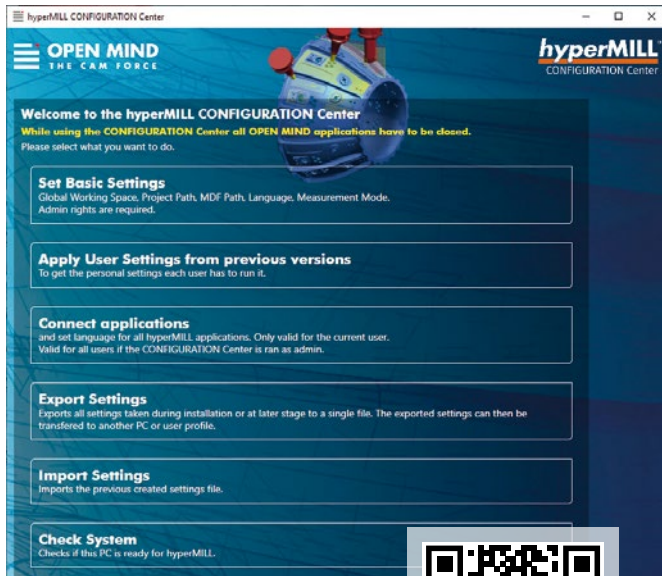 hyperMILL CONFIGURATION Center
OPEN MIND
THE CAM FORCE
hyperMILL
CONFIGURATION Center
Welcome to the hyperMILL CONFIGURATION Center
While using the CONFIGURATION Center all OPEN MIND applications have to be closed.
Please select what you want to do.
Set Basic Settings
Global Working Space, Project Path, MDF Path, Language, Measurement Mode.
Admin rights are required.
Apply User Settings from previous versions
To get the personal settings each user has to run it.
Connect applications
and set language for all hyperMILL applications. Only valid for the current user.
Valid for all users if the CONFIGURATION Center is ran as admin.
Export Settings
Exports all settings taken during installation or at later stage to a single file. The exported settings can then be
transfered to another PC or user profile.
Import Settings
Imports the previous created settings file.
Check System
Checks if this PC is ready for hyperMILL.